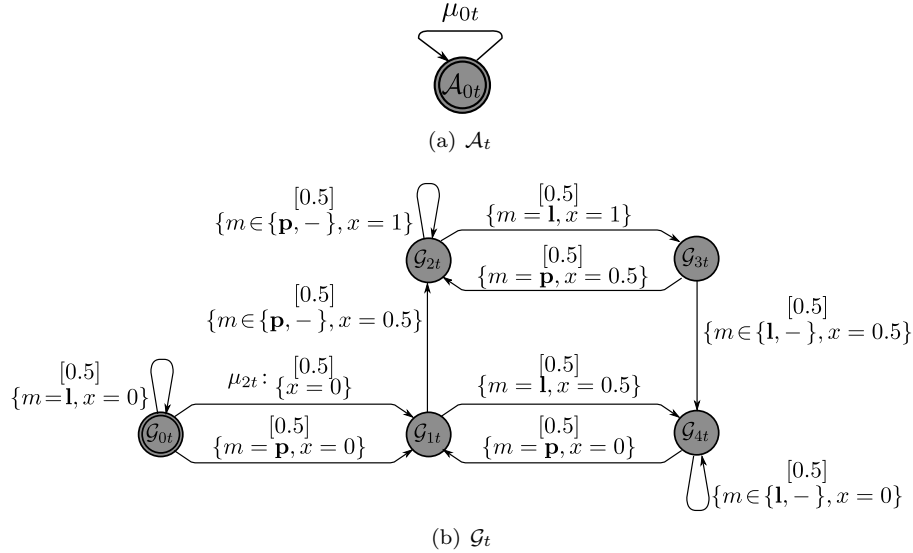 μ0t
𝒜0t
(a) 𝒜t
[0.5]
{m∈{p, −}, x = 1}
[0.5]
{m = l, x = 1}
𝒢2t
𝒢3t
[0.5]
{m = p, x = 0.5}
[0.5]
{m∈{p, −}, x = 0.5}
[0.5]
{m∈{l, −}, x = 0.5}
[0.5]
{m=l, x = 0}
μ2t: [0.5]
{x = 0}
[0.5]
{m = l, x = 0.5}
𝒢0t
𝒢1t
𝒢4t
[0.5]
{m = p, x = 0}
[0.5]
{m = p, x = 0}
[0.5]
{m∈{l, −}, x = 0}
(b) 𝒢t